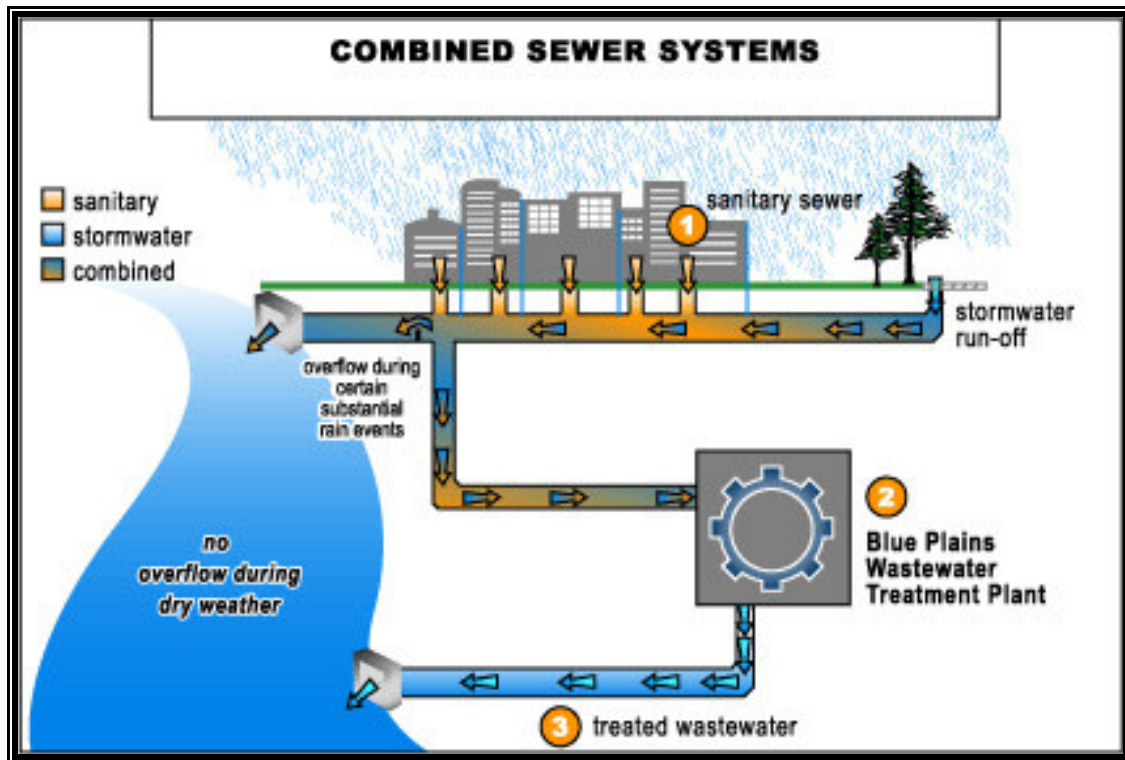 COMBINED SEWER SYSTEMS
sanitary
stormwater
combined
1
sanitary sewer
stormwater
run-off
overflow during
certain
substantial
rain events
2
Blue Plains
Wastewater
Treatment Plant
no
overflow during
dry weather
3
treated wastewater